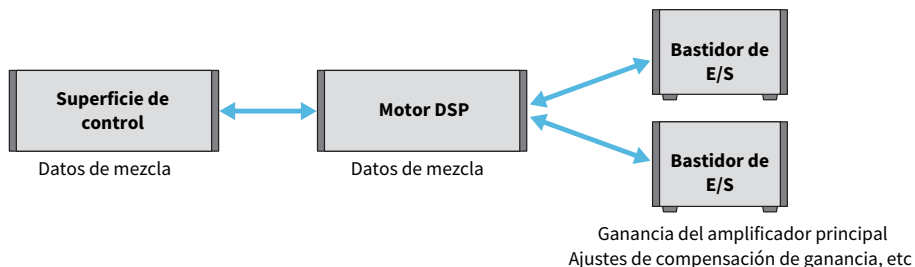 Bastidor de
E/S
Superficie de
control
Motor DSP
Datos de mezcla
Datos de mezcla
Bastidor de
E/S
Ganancia del amplificador principal
Ajustes de compensación de ganancia, etc